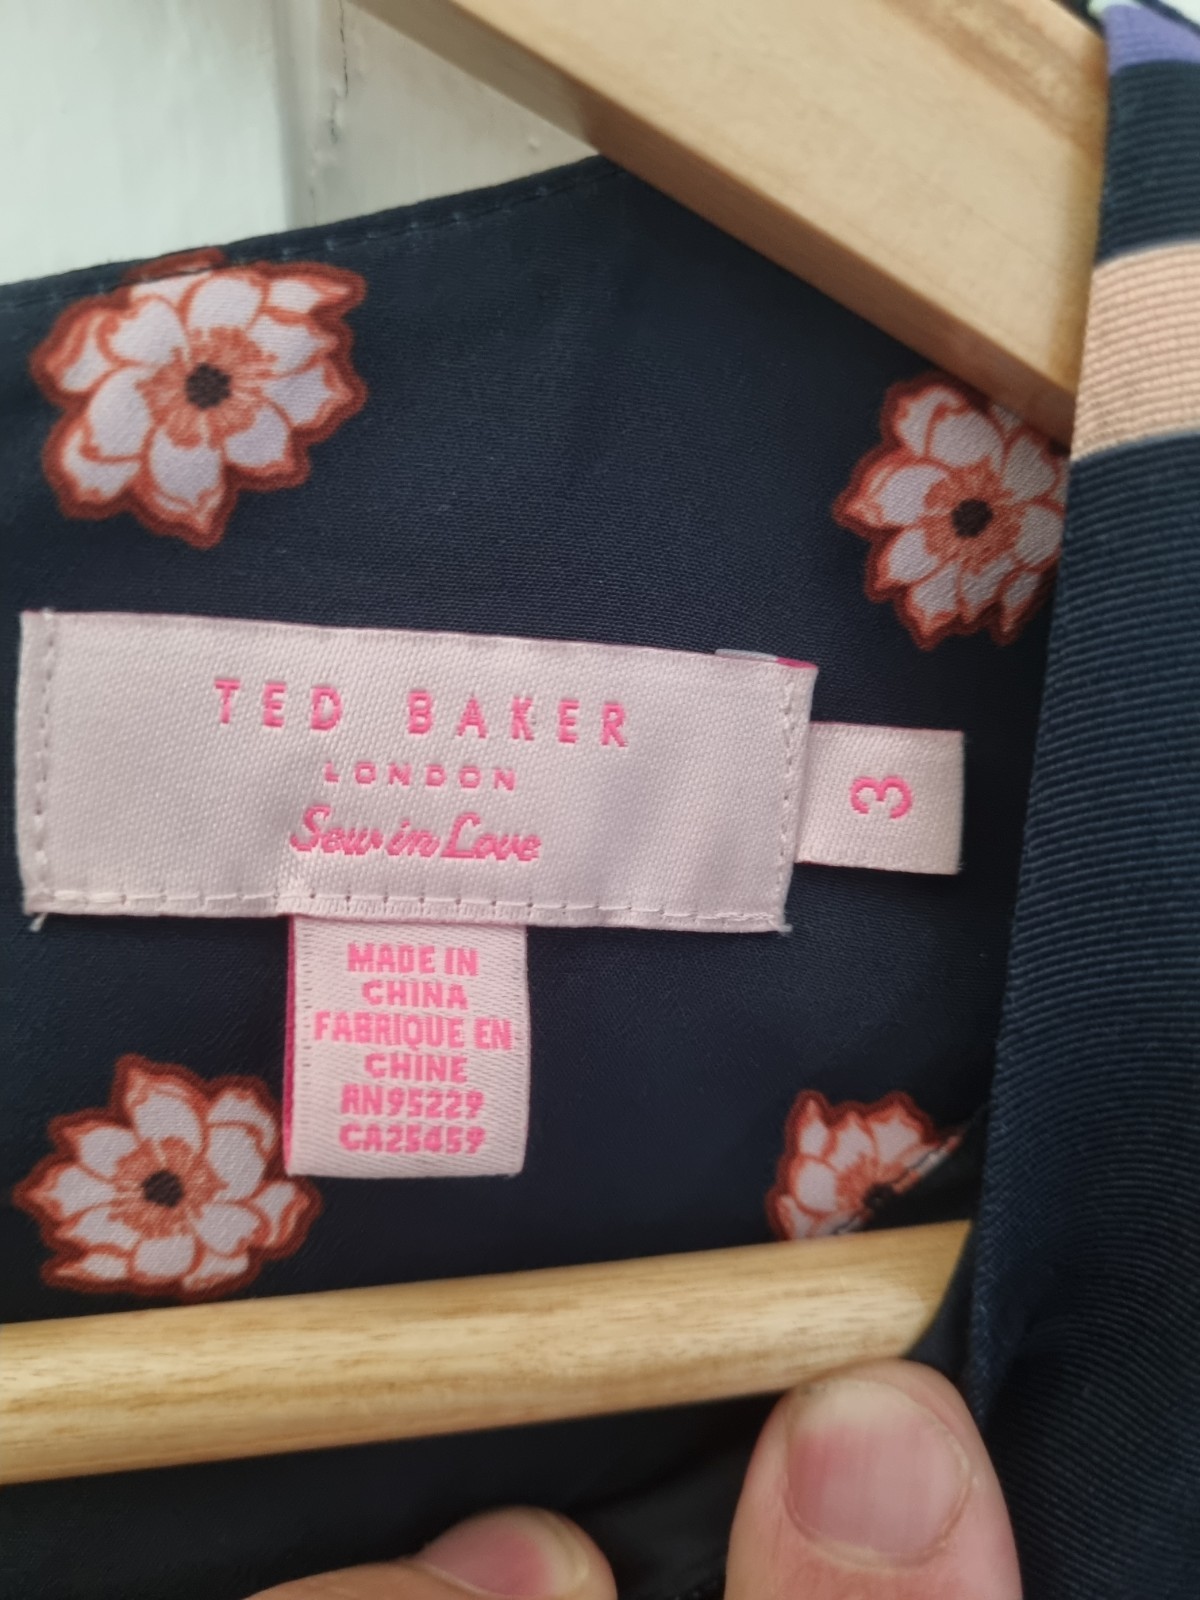 TED BAKER
LONDON
Sew in Love
3
MADE IN
CHINA
FABRIQUE EN
CHINE
RN95229
CA25459